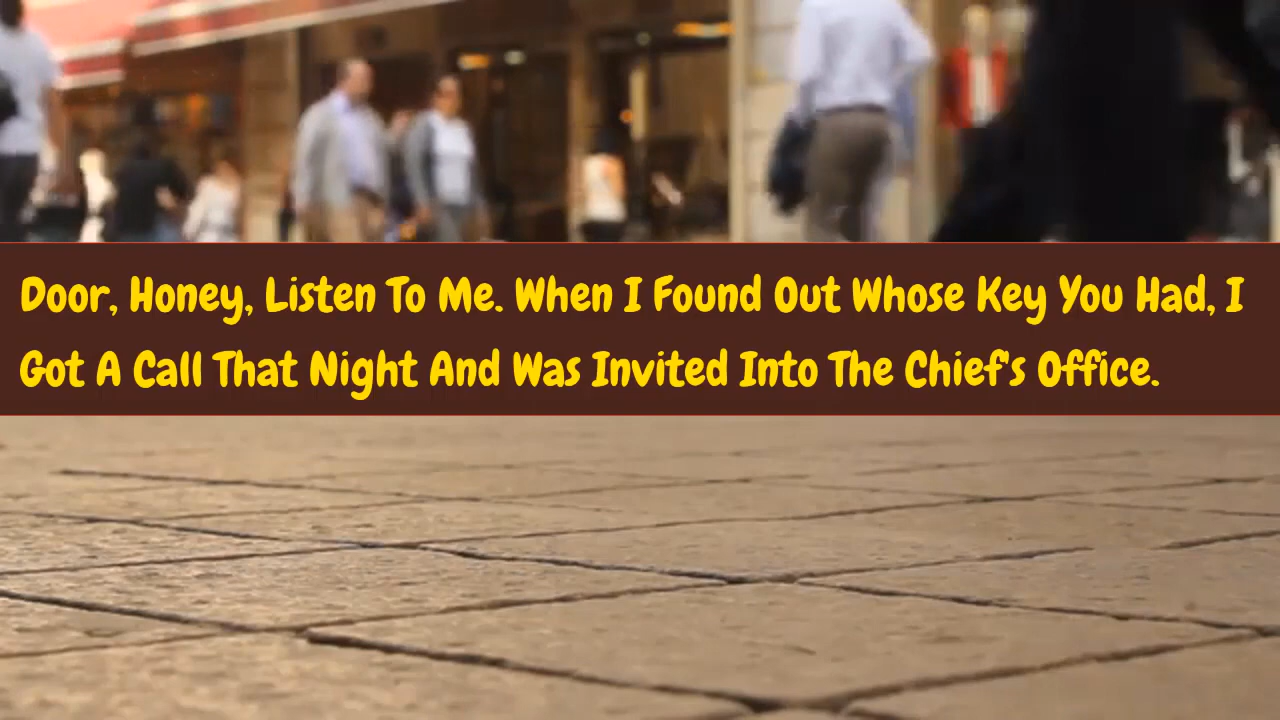 Door, Honey, Listen To Me. When I Found Out Whose Key You Had, I
Got A Call That Night And Was Invited Into The Chief's Office.